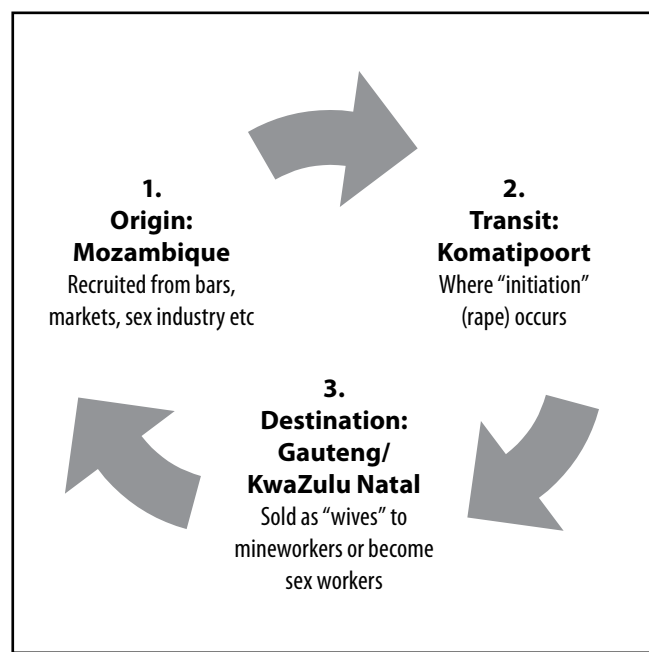 1.
Origin:
Mozambique
Recruited from bars,
markets, sex industry etc
2.
Transit:
Komatipoort
Where “initiation”
(rape) occurs
3.
Destination:
Gauteng/
KwaZulu Natal
Sold as “wives” to
mineworkers or become
sex workers